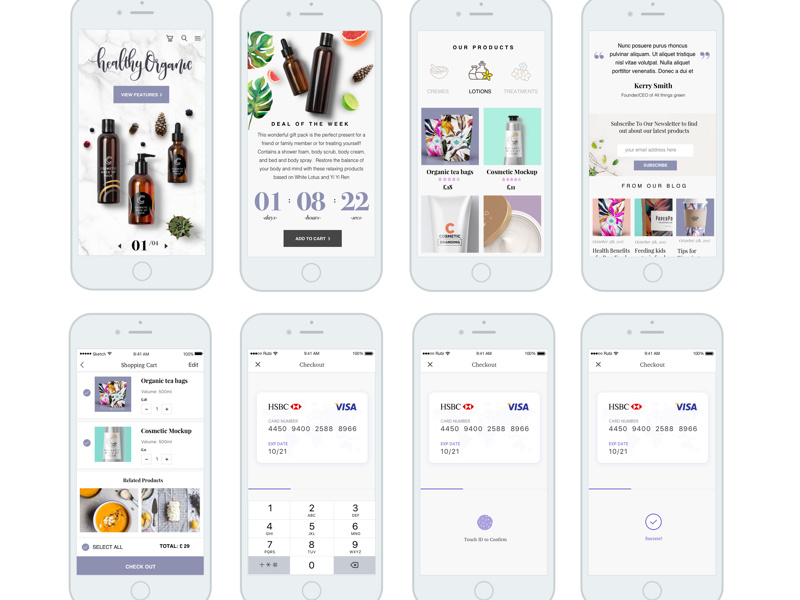 healthy Organic
VIEW FEATURES >
01/04
DEAL OF THE WEEK
This wonderful gift pack is the perfect present for a
friend or family member or for treating yourself!
Contains a shower foam, body scrub, body cream,
and bed and body spray. Restore the balance of
your body and mind with these relaxing products
based on White Lotus and Yi Yi Ren
01 : 08 : 22
days hours secs
ADD TO CART >
OUR PRODUCTS
CREMES LOTIONS TREATMENTS
Organic tea bags Cosmetic Mockup
£18 £11
COSMETIC
BRANDING
Nunc posuere purus rhoncus
pulvinar aliquam. Ut aliquet tristique
nisl vitae volutpat. Nulla aliquet
porttitor venenatis. Donec a dui et
Kerry Smith
Founder/CEO of All things green
Subscribe To Our Newsletter to find
out about our latest products
your email address here
SUBSCRIBE
FROM OUR BLOG
Health Benefits Feeding kids Tips for
Sketch 9:41 AM 100%
Shopping Cart Edit
Organic tea bags
Volume: 500ml
£18
− 1 +
Cosmetic Mockup
Volume: 500ml
− 1 +
Related Products
SELECT ALL TOTAL: £ 29
CHECK OUT
Rubi 9:41 AM 100%
Checkout
HSBC VISA
CARD NUMBER
4450 9400 2588 8966
EXP DATE
10/21
1 2 3
ABC DEF
4 5 6
GHI JKL MNO
7 8 9
PQRS TUV WXYZ
+ * # 0
Rubi 9:41 AM 100%
Checkout
HSBC VISA
CARD NUMBER
4450 9400 2588 8966
EXP DATE
10/21
Touch ID to Confirm
Rubi 9:41 AM 100%
Checkout
HSBC VISA
CARD NUMBER
4450 9400 2588 8966
EXP DATE
10/21
Success!